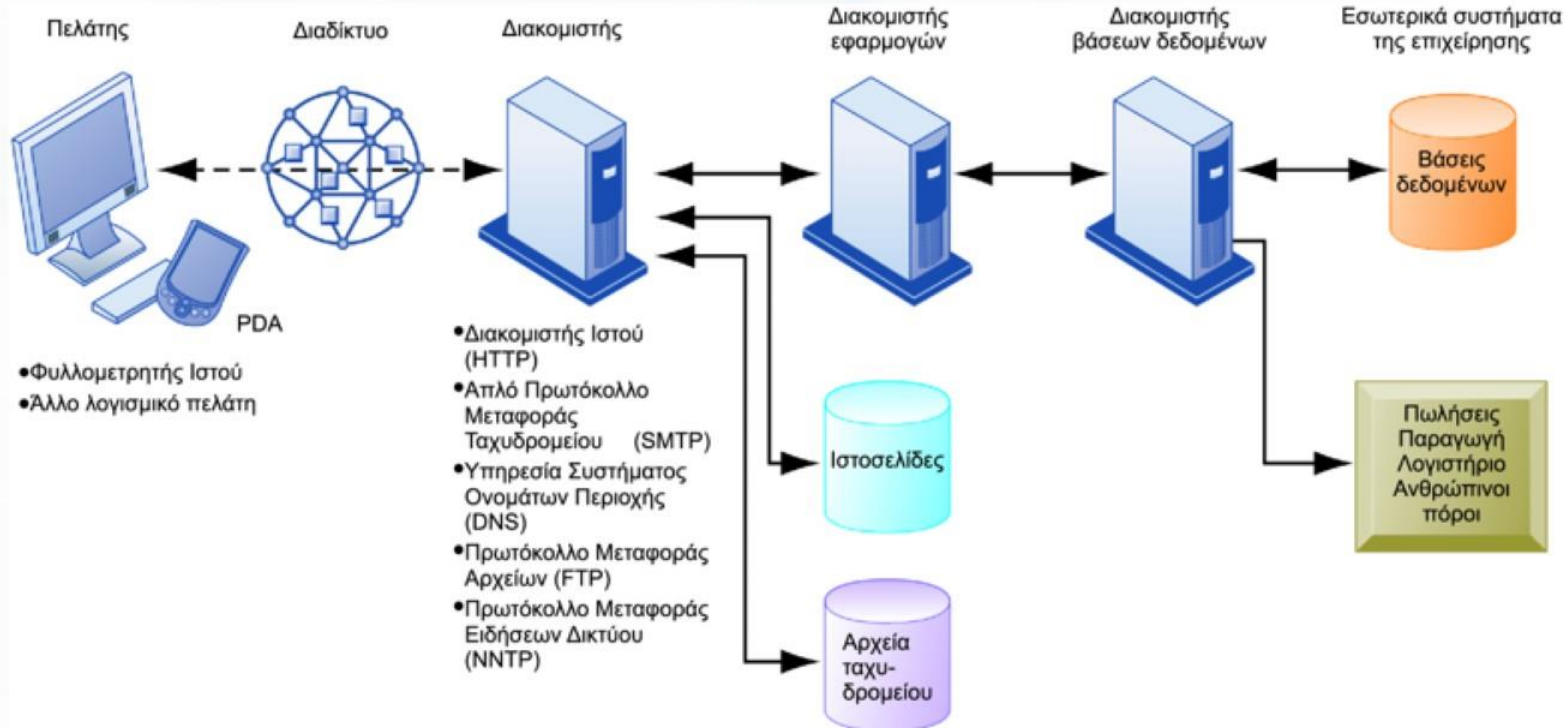 Πελάτης
Διαδίκτυο
Διακομιστής
Διακομιστής
εφαρμογών
Διακομιστής
βάσεων δεδομένων
Εσωτερικά συστήματα
της επιχείρησης
Βάσεις
δεδομένων
PDA
•Φυλλομετρητής Ιστού
•Άλλο λογισμικό πελάτη
•Διακομιστής Ιστού
(HTTP)
•Απλό Πρωτόκολλο
Μεταφοράς
Ταχυδρομείου (SMTP)
•Υπηρεσία Συστήματος
Ονομάτων Περιοχής
(DNS)
•Πρωτόκολλο Μεταφοράς
Αρχείων (FTP)
•Πρωτόκολλο Μεταφοράς
Ειδήσεων Δικτύου
(NNTP)
Ιστοσελίδες
Αρχεία
ταχυ-
δρομείου
Πωλήσεις
Παραγωγή
Λογιστήριο
Ανθρώπινοι
πόροι